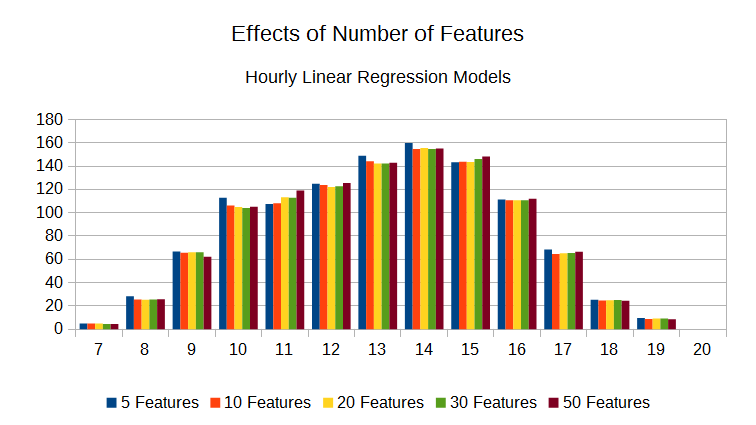 Effects of Number of Features
Hourly Linear Regression Models
180
160
140
120
100
80
60
40
20
0
7 8 9 10 11 12 13 14 15 16 17 18 19 20
5 Features 10 Features 20 Features 30 Features 50 Features